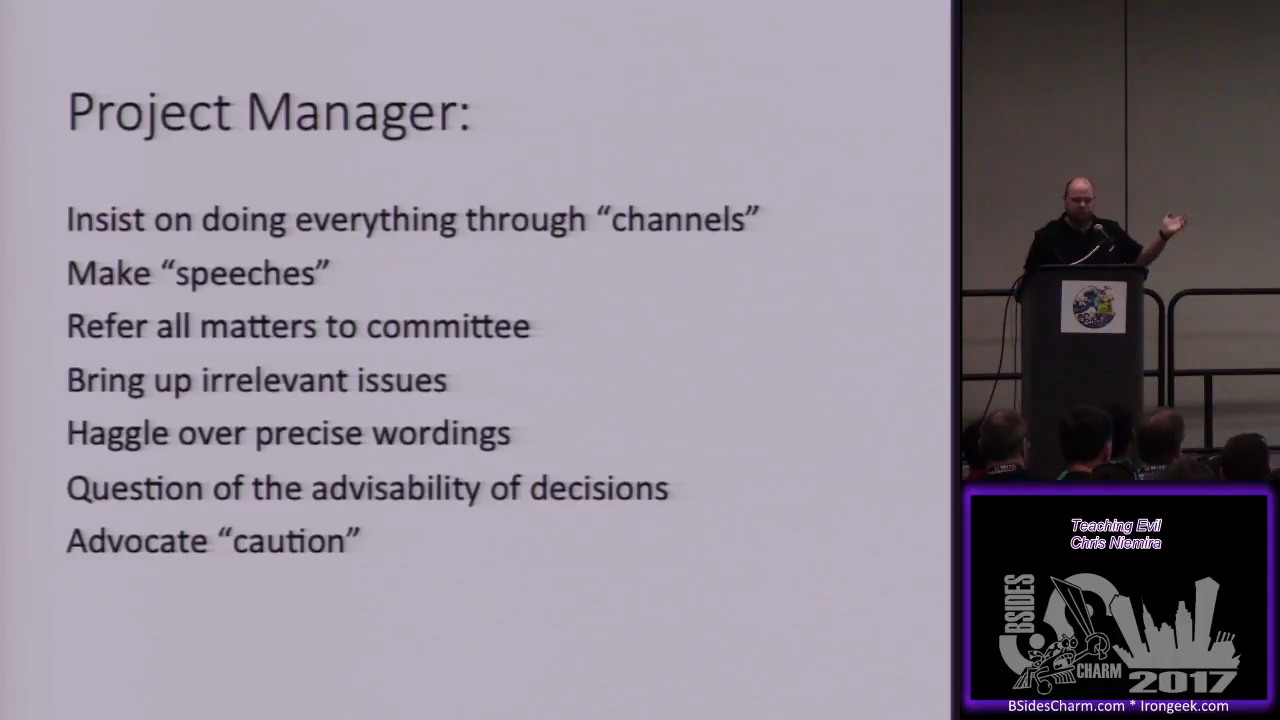 Project Manager:
Insist on doing everything through “channels”
Make “speeches”
Refer all matters to committee
Bring up irrelevant issues
Haggle over precise wordings
Question of the advisability of decisions
Advocate “caution”
Teaching Evil
Chris Niemira
BSIDES
CHARM
2017
BSidesCharm.com * Irongeek.com